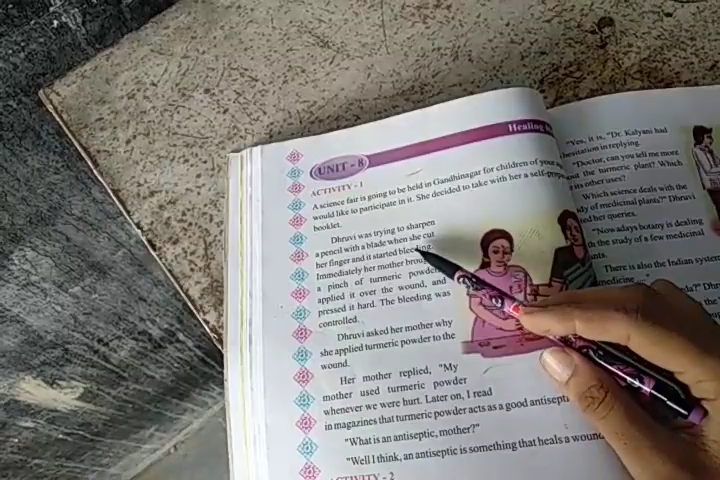 Healing
UNIT - 8
ACTIVITY - 1
A science fair is going to be held in Gandhinagar for children of your
would like to participate in it. She decided to take with her a
booklet.
Dhruvi was trying to sharpen
a pencil with a blade when she cut
her finger and it started bleeding.
Immediately her mother
a pinch of turmeric powder
applied it over the wound, and
pressed it hard. The bleeding was
controlled.
Dhruvi asked her mother why
she applied turmeric powder to the
wound.
Her mother replied, "My
mother used turmeric powder
whenever we were hurt. Later on, I read
in magazines that turmeric powder acts as a good
"What is an antiseptic, mother?"
"Well I think, an antiseptic is something that heals a
ACTIVITY - 2
"Yes, it is, "Dr. Kalyani had
hesitation in replying.
"Doctor, can you tell me more
the turmeric plant? Which
its other uses?
Which science deals with the
of medicinal plants?" Dhruvi
her queries.
"Now adays botany is dealing
the study of a few medicinal
There is also the Indian system
medicine